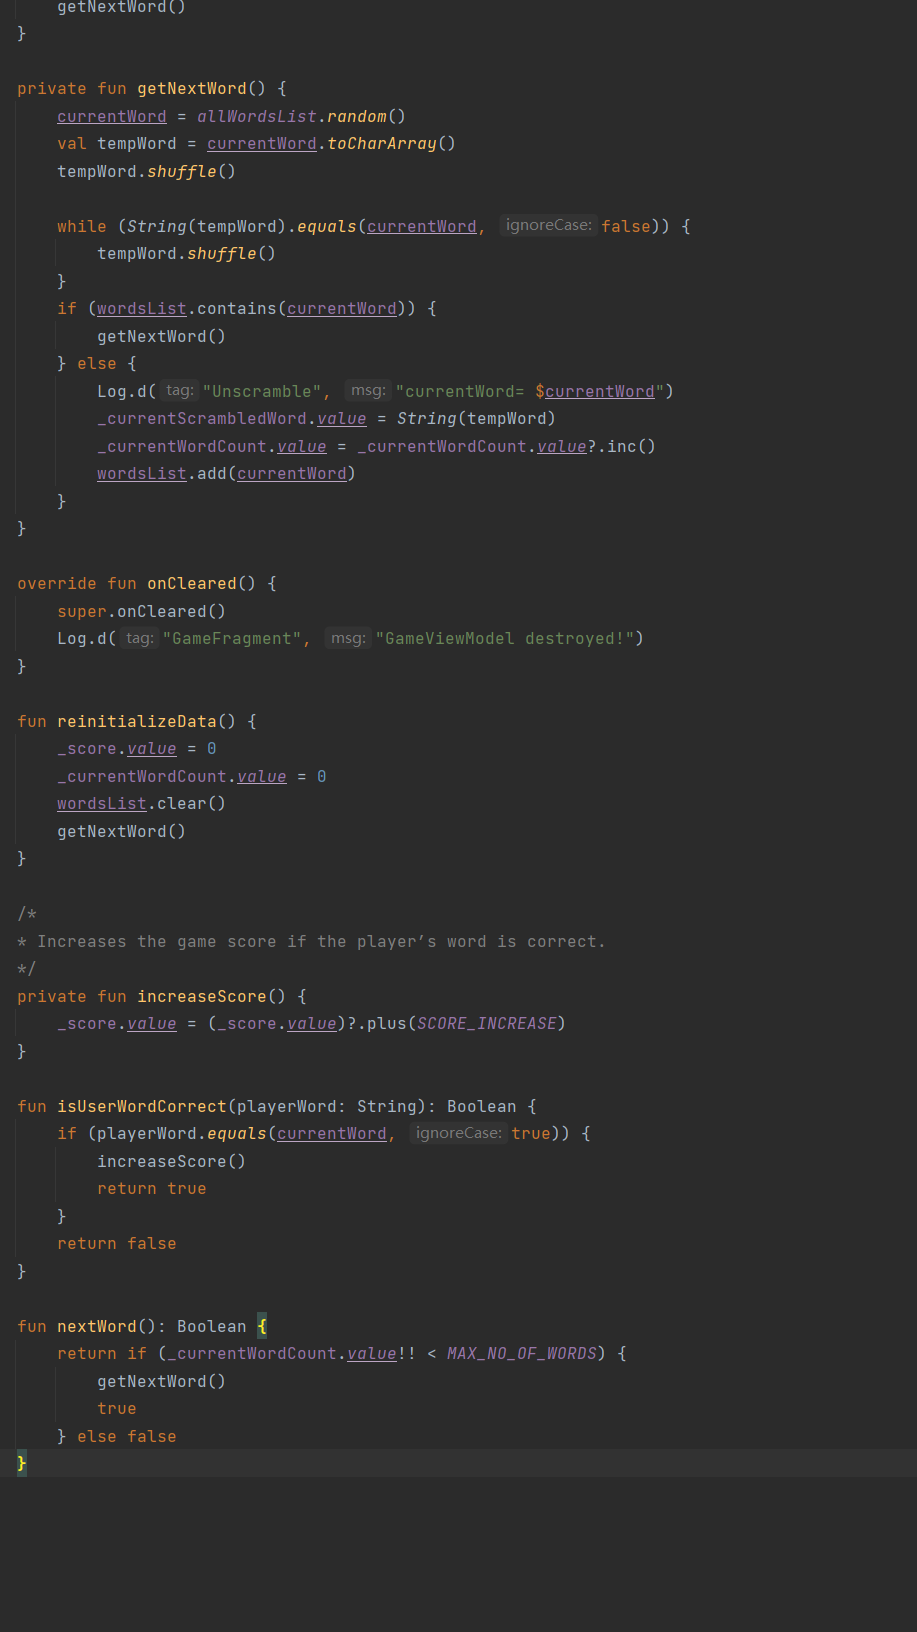 getNextWord()
}

private fun getNextWord() {
    currentWord = allWordsList.random()
    val tempWord = currentWord.toCharArray()
    tempWord.shuffle()

    while (String(tempWord).equals(currentWord, ignoreCase: false)) {
        tempWord.shuffle()
    }
    if (wordsList.contains(currentWord)) {
        getNextWord()
    } else {
        Log.d( tag: "Unscramble", msg: "currentWord= $currentWord")
        _currentScrambledWord.value = String(tempWord)
        _currentWordCount.value = _currentWordCount.value?.inc()
        wordsList.add(currentWord)
    }
}

override fun onCleared() {
    super.onCleared()
    Log.d( tag: "GameFragment", msg: "GameViewModel destroyed!")
}

fun reinitializeData() {
    _score.value = 0
    _currentWordCount.value = 0
    wordsList.clear()
    getNextWord()
}

/*
* Increases the game score if the player’s word is correct.
*/
private fun increaseScore() {
    _score.value = (_score.value)?.plus(SCORE_INCREASE)
}

fun isUserWordCorrect(playerWord: String): Boolean {
    if (playerWord.equals(currentWord, ignoreCase: true)) {
        increaseScore()
        return true
    }
    return false
}

fun nextWord(): Boolean {
    return if (_currentWordCount.value!! < MAX_NO_OF_WORDS) {
        getNextWord()
        true
    } else false
}